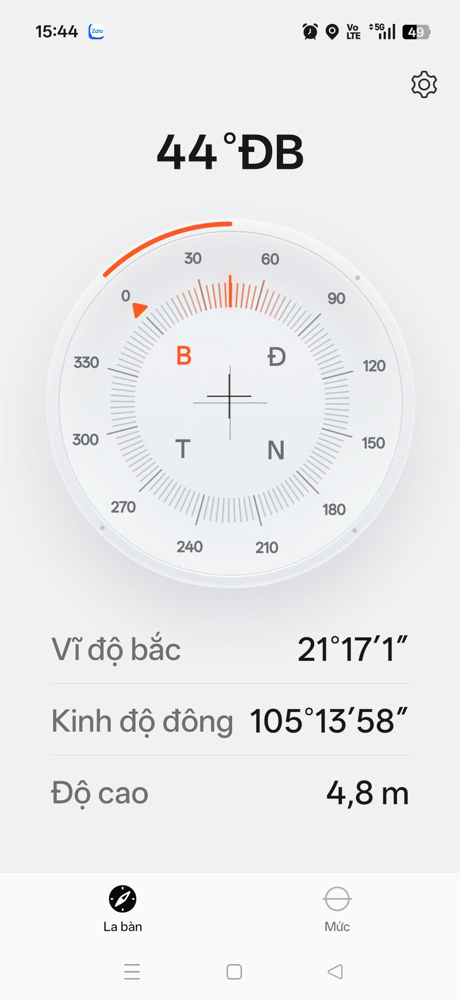 15:44 Zalo Vo LTE 5G 49
44°ĐB
30 60
0 90
330 120
300 150
270 180
240 210
B Đ
T N
Vĩ độ bắc 21°17′1″
Kinh độ đông 105°13′58″
Độ cao 4,8 m
La bàn Mức